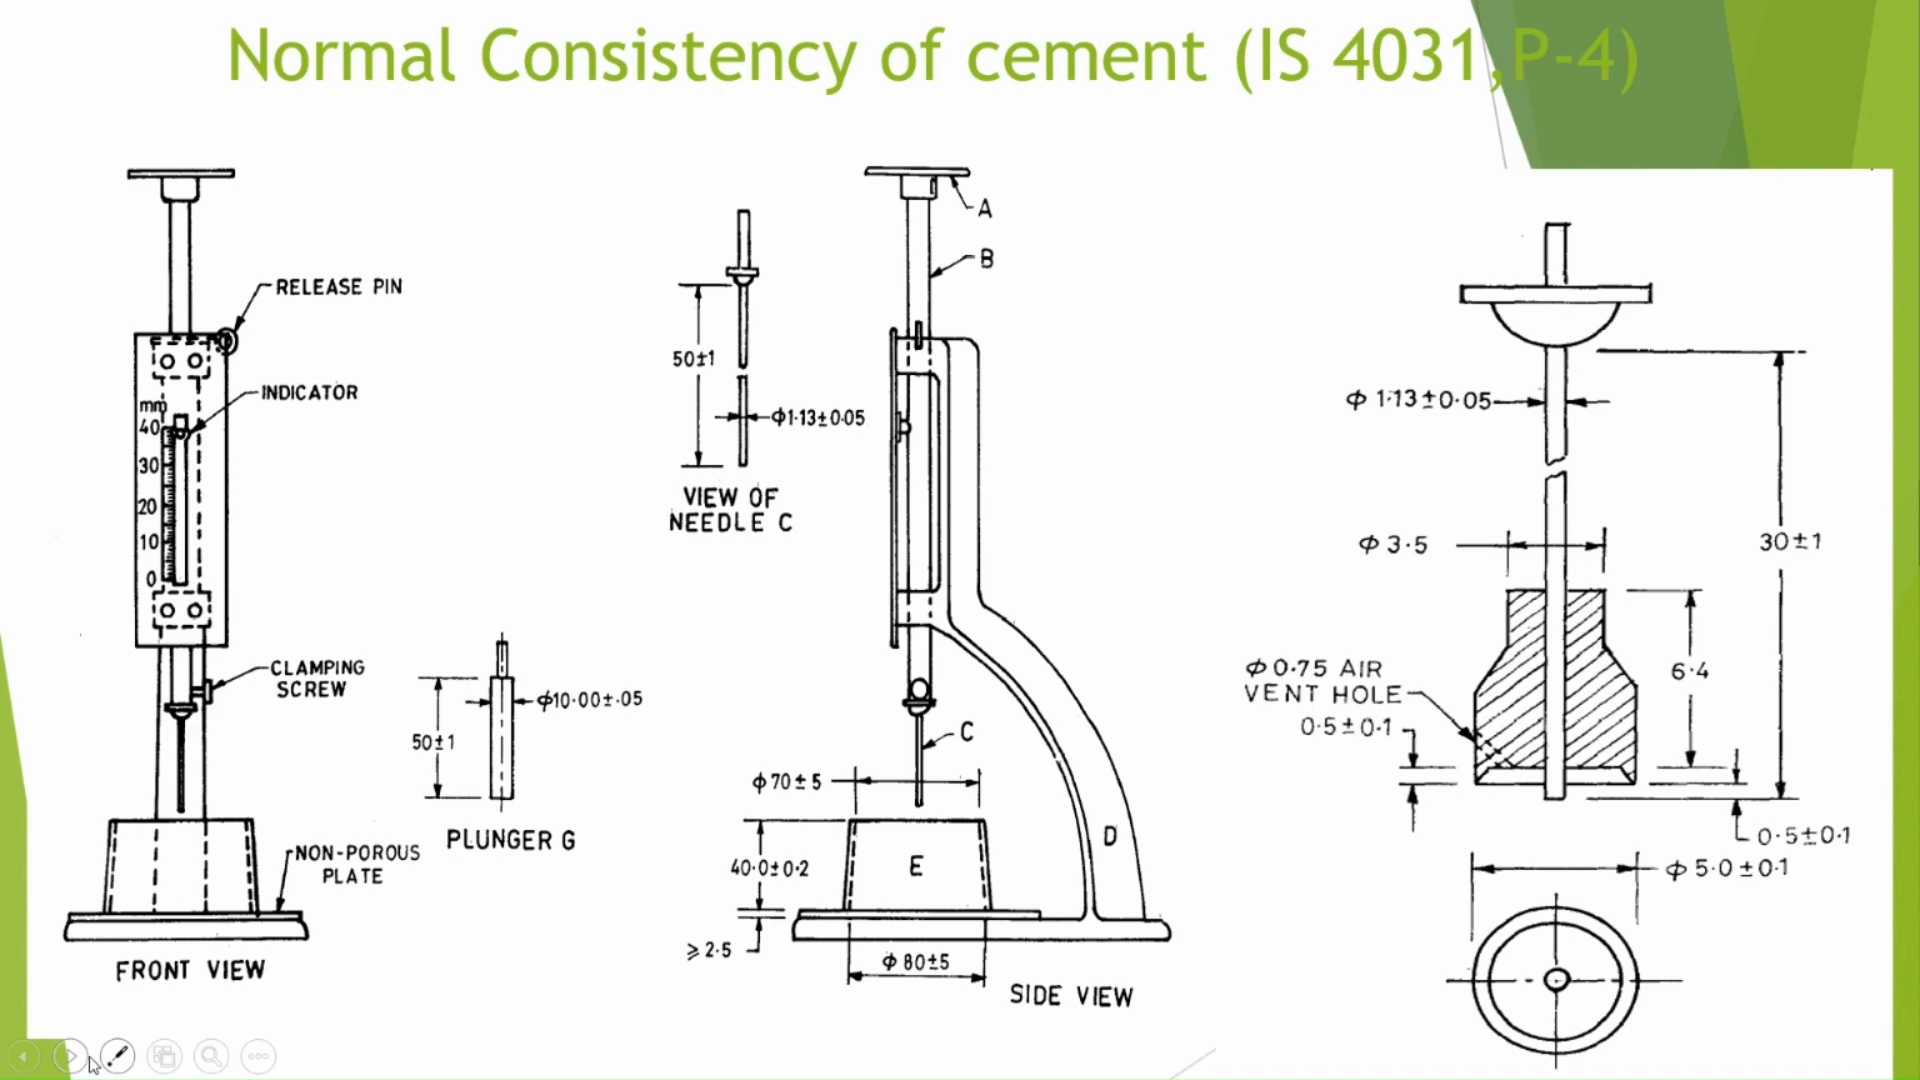 Normal Consistency of cement (IS 4031,P-4)
RELEASE PIN
INDICATOR
mm
40
30
20
10
0
CLAMPING
SCREW
NON-POROUS
PLATE
FRONT VIEW
50±1
ϕ10·00±·05
PLUNGER G
50±1
ϕ1·13±0·05
VIEW OF
NEEDLE C
A
B
C
ϕ70±5
D
E
40·0±0·2
⩾2·5
ϕ80±5
SIDE VIEW
ϕ 1·13±0·05
ϕ 3·5
30±1
ϕ0·75 AIR
VENT HOLE
6·4
0·5±0·1
0·5±0·1
ϕ 5·0±0·1